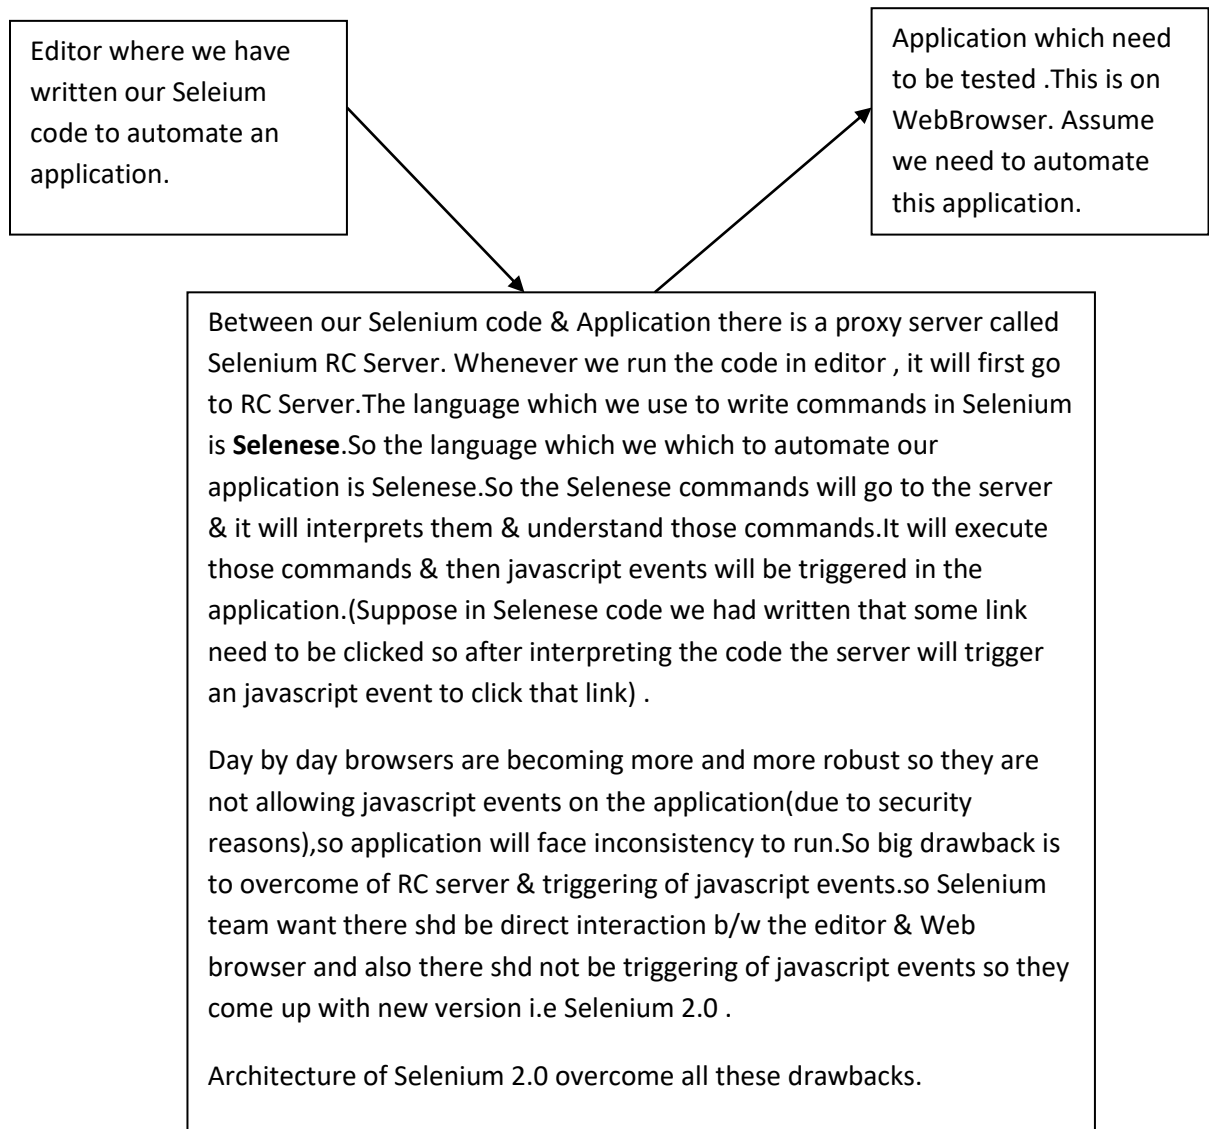 Editor where we have
written our Seleium
code to automate an
application.
Application which need
to be tested .This is on
WebBrowser. Assume
we need to automate
this application.
Between our Selenium code & Application there is a proxy server called
Selenium RC Server. Whenever we run the code in editor , it will first go
to RC Server.The language which we use to write commands in Selenium
is Selenese.So the language which we which to automate our
application is Selenese.So the Selenese commands will go to the server
& it will interprets them & understand those commands.It will execute
those commands & then javascript events will be triggered in the
application.(Suppose in Selenese code we had written that some link
need to be clicked so after interpreting the code the server will trigger
an javascript event to click that link) .
Day by day browsers are becoming more and more robust so they are
not allowing javascript events on the application(due to security
reasons),so application will face inconsistency to run.So big drawback is
to overcome of RC server & triggering of javascript events.so Selenium
team want there shd be direct interaction b/w the editor & Web
browser and also there shd not be triggering of javascript events so they
come up with new version i.e Selenium 2.0 .
Architecture of Selenium 2.0 overcome all these drawbacks.